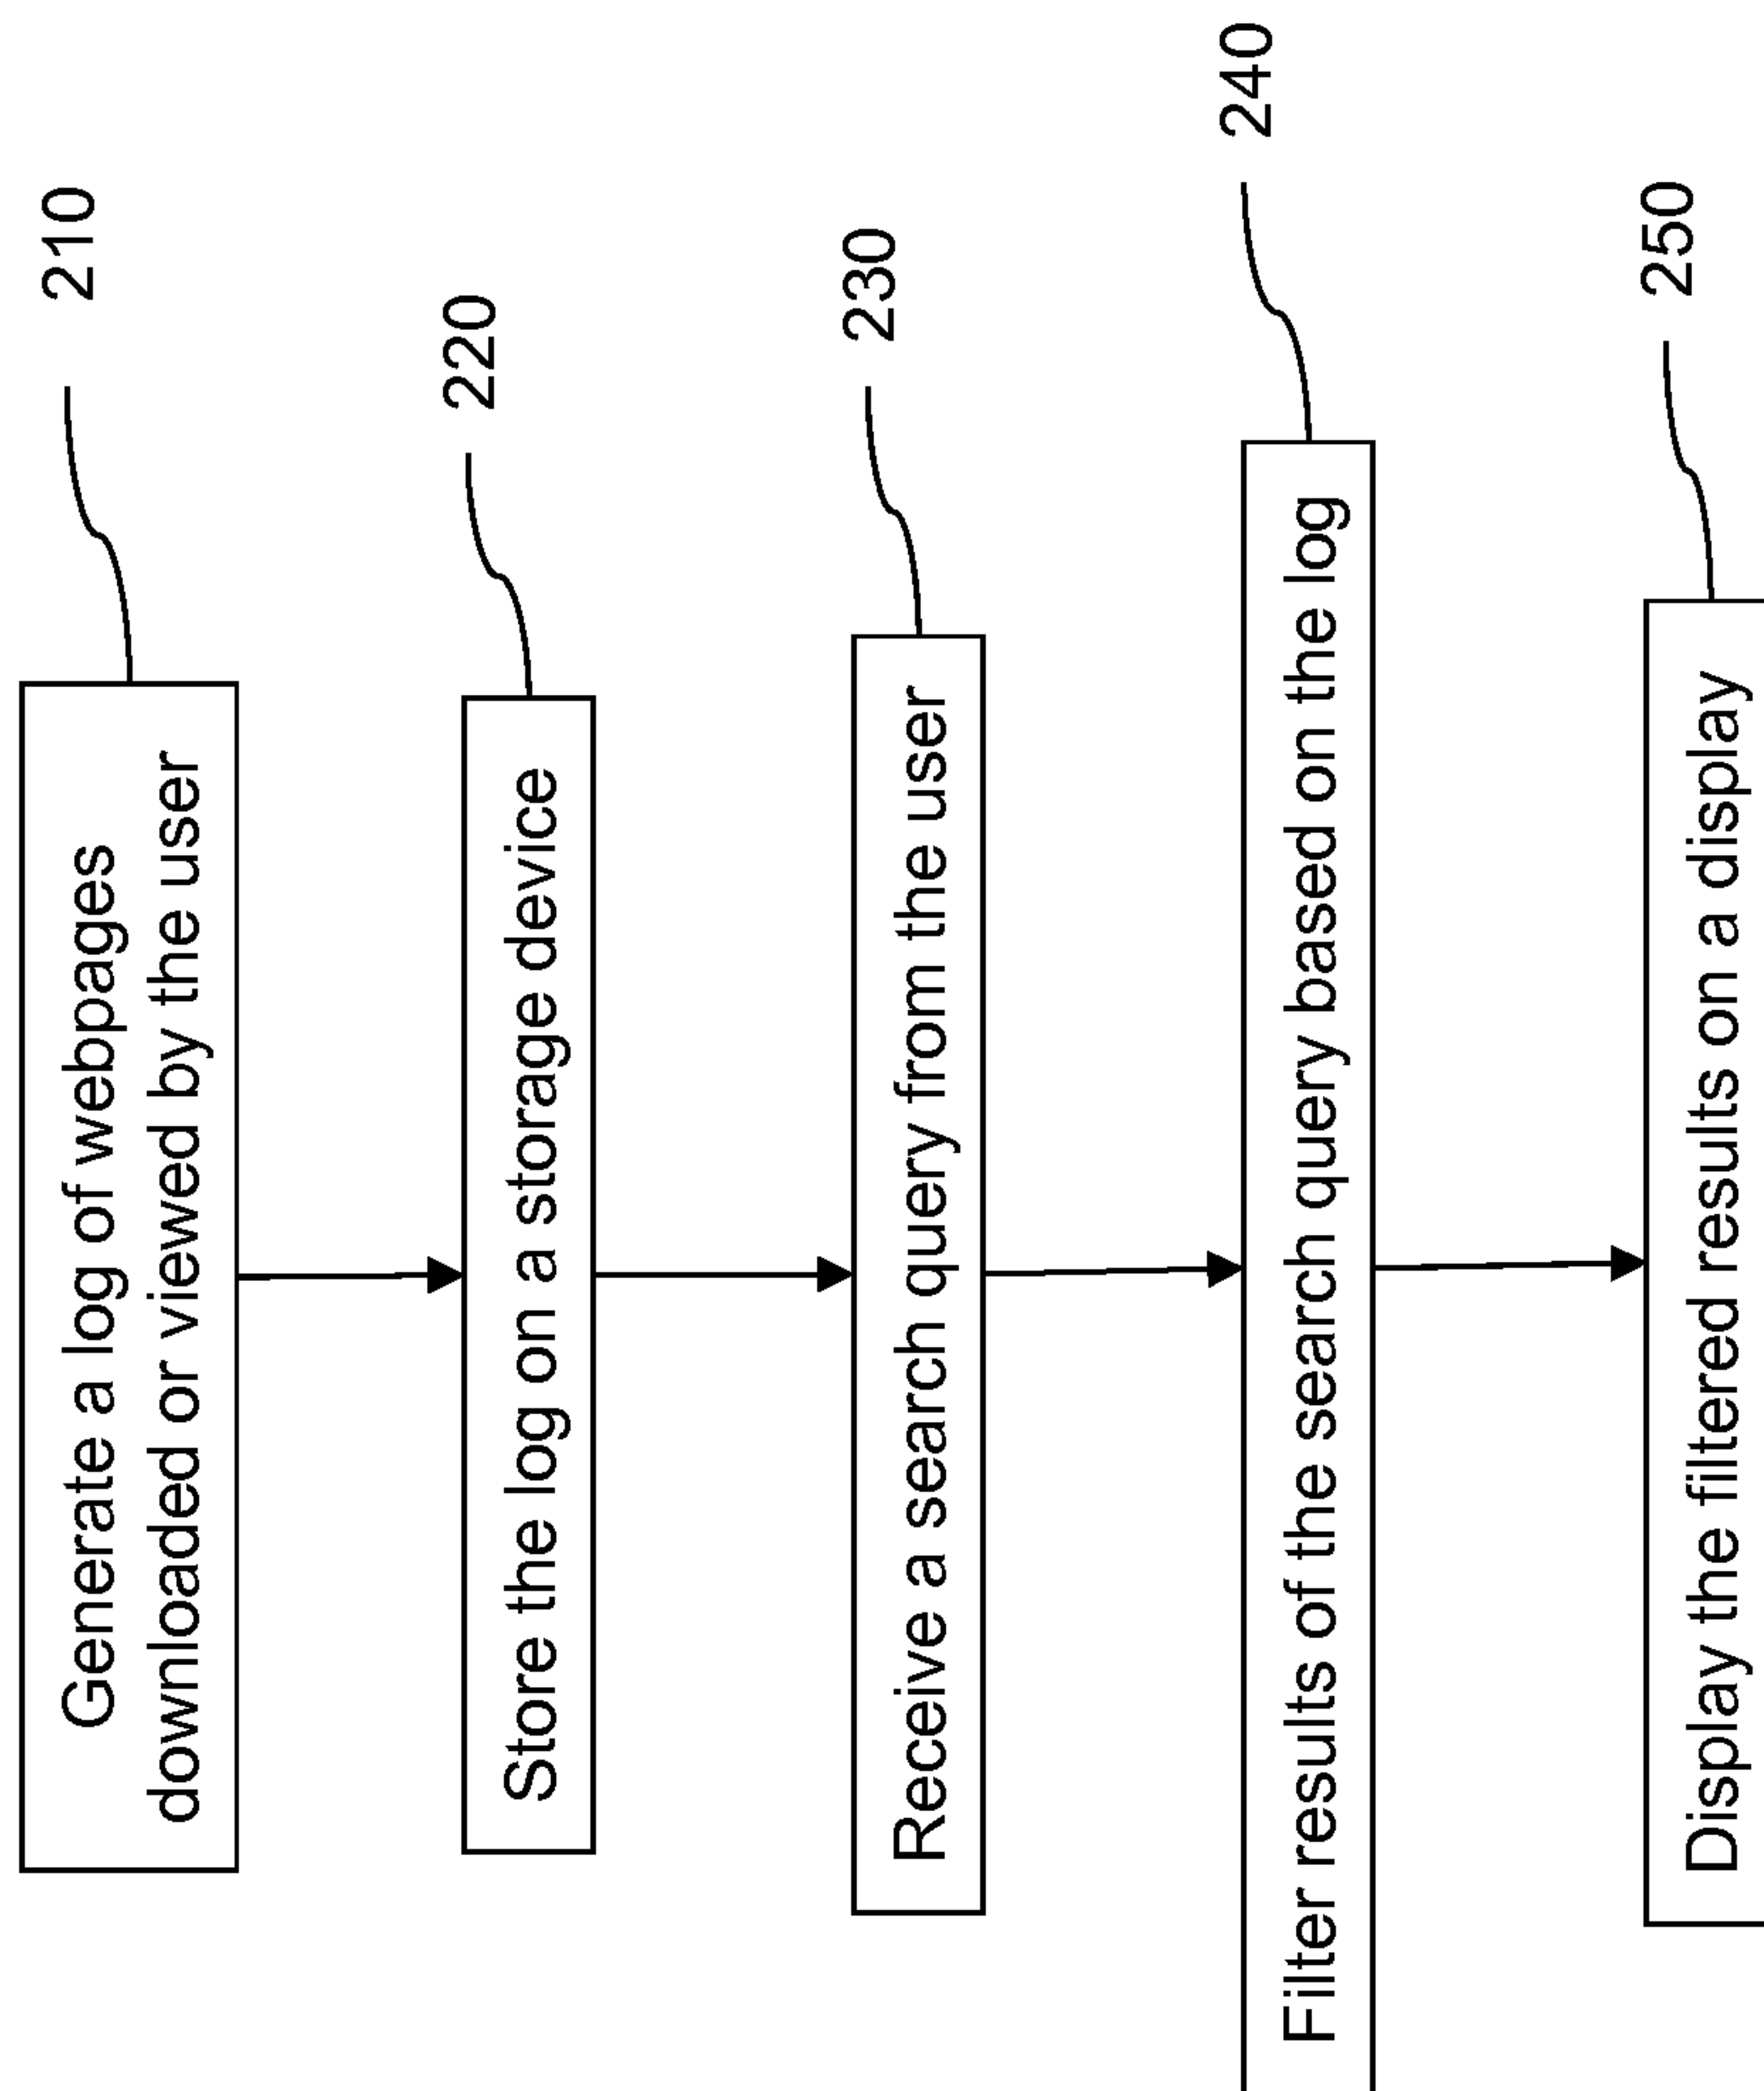 Generate a log of webpages
downloaded or viewed by the user
210
Store the log on a storage device
220
Receive a search query from the user
230
Filter results of the search query based on the log
240
Display the filtered results on a display
250